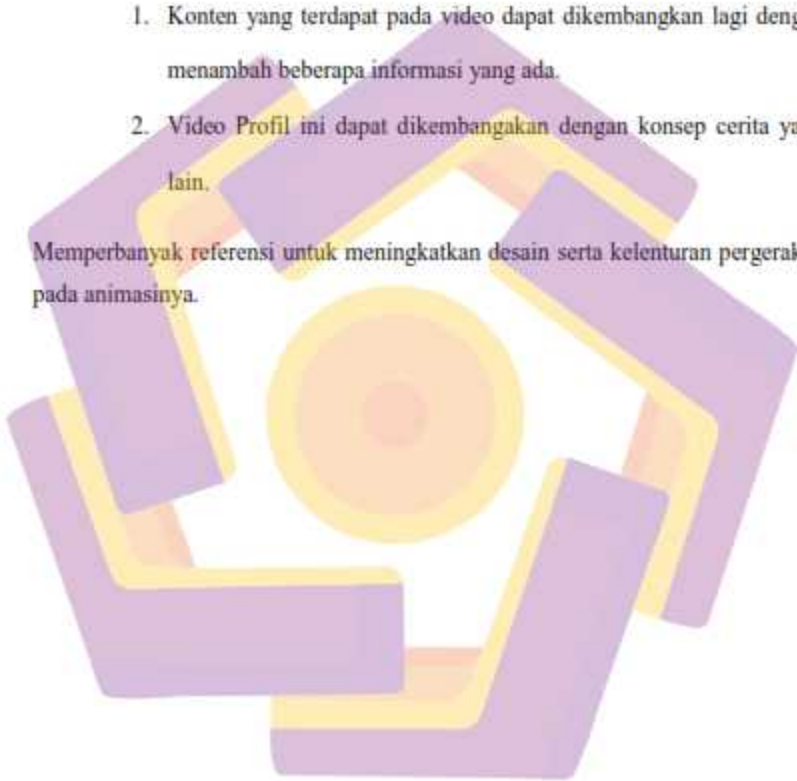 1. Konten yang terdapat pada video dapat dikembangkan lagi deng
menambah beberapa informasi yang ada.
2. Video Profil ini dapat dikembangakan dengan konsep cerita ya
lain.
Memperbanyak referensi untuk meningkatkan desain serta kelenturan pergerak
pada animasinya.